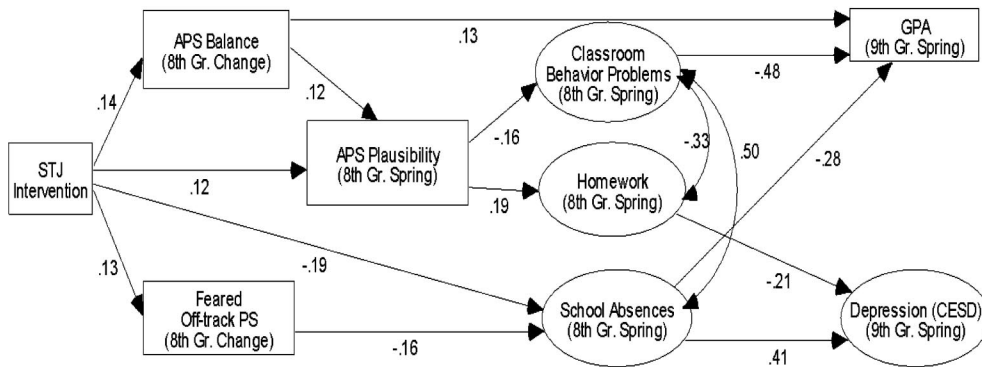 APS Balance
(8th Gr. Change)
.13
GPA
(9th Gr. Spring)
Classroom
Behavior Problems
(8th Gr. Spring)
-.48
.14
.12
-.16
APS Plausibility
(8th Gr. Spring)
-.33
.50
-.28
STJ
Intervention
.12
Homework
(8th Gr. Spring)
.19
.13
-.19
-.21
Feared
Off-track PS
(8th Gr. Change)
-.16
School Absences
(8th Gr. Spring)
.41
Depression (CESD)
(9th Gr. Spring)